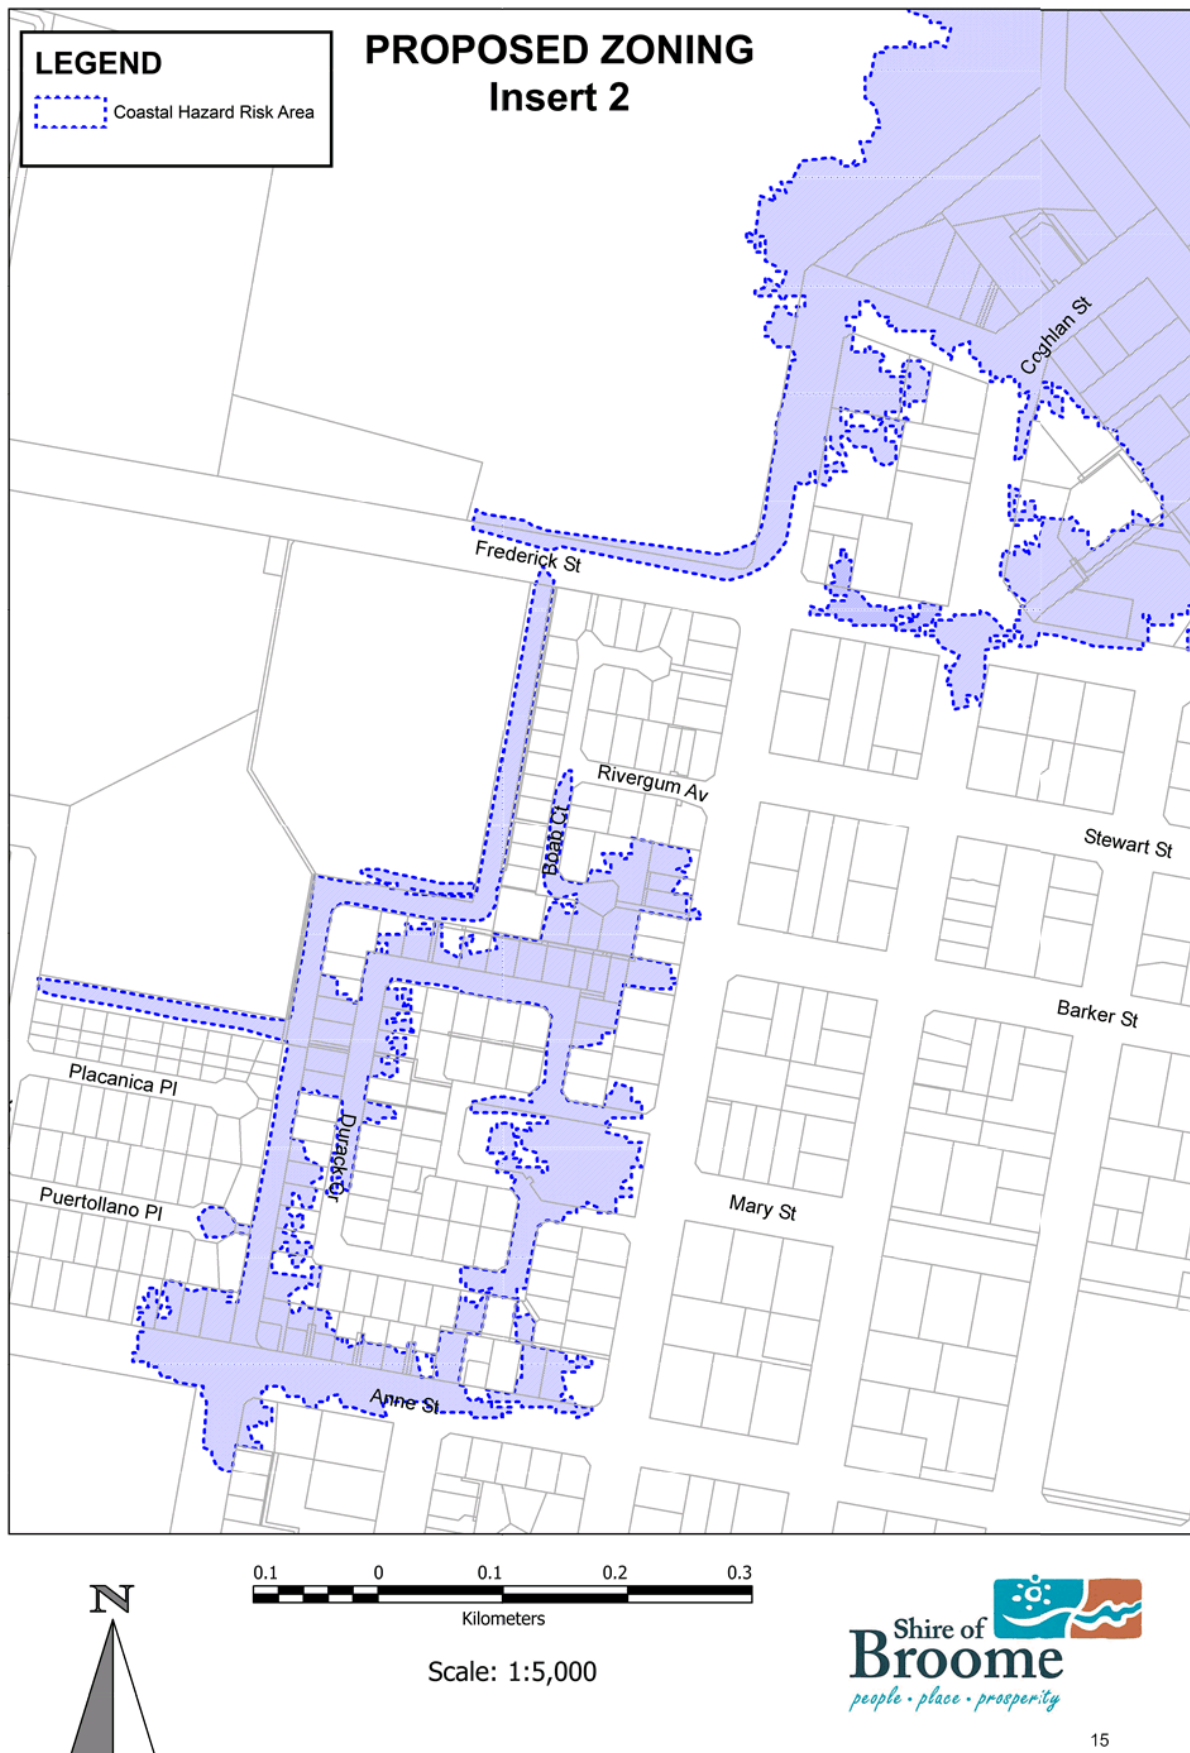 PROPOSED ZONING
Insert 2
LEGEND
Coastal Hazard Risk Area
Coghlan St
Frederick St
Rivergum Av
Boab Ct
Stewart St
Barker St
Placanica Pl
Durack Dr
Puertollano Pl
Mary St
Anne St
N
0.1 0 0.1 0.2 0.3
Kilometers
Scale: 1:5,000
Shire of
Broome
people • place • prosperity
15